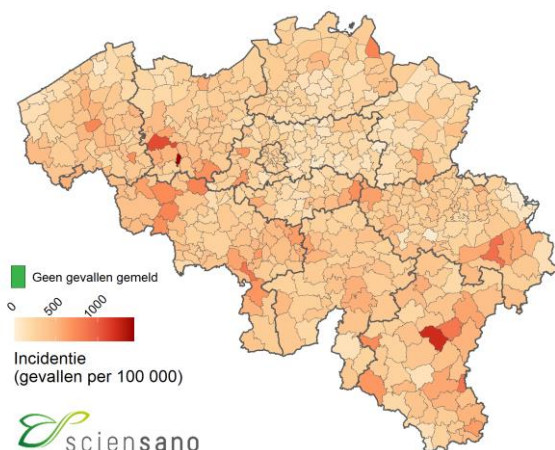 Geen gevallen gemeld
0 500 1000
Incidentie
(gevallen per 100 000)
sciensano